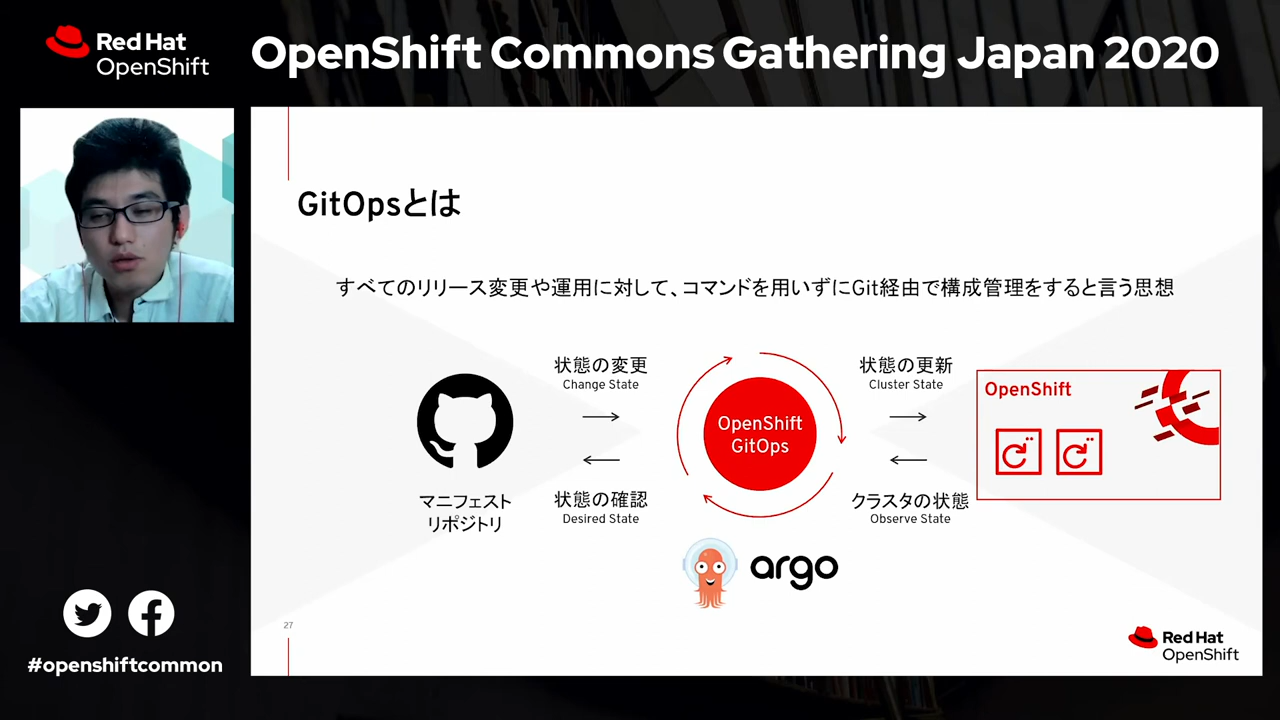 Red Hat
OpenShift
OpenShift Commons Gathering Japan 2020
GitOpsとは
すべてのリリース変更や運用に対して、コマンドを用いずにGit経由で構成管理をすると言う思想
状態の変更
Change State
状態の更新
Cluster State
OpenShift
OpenShift
GitOps
マニフェスト
リポジトリ
状態の確認
Desired State
クラスタの状態
Observe State
argo
27
Red Hat
OpenShift
#openshiftcommon